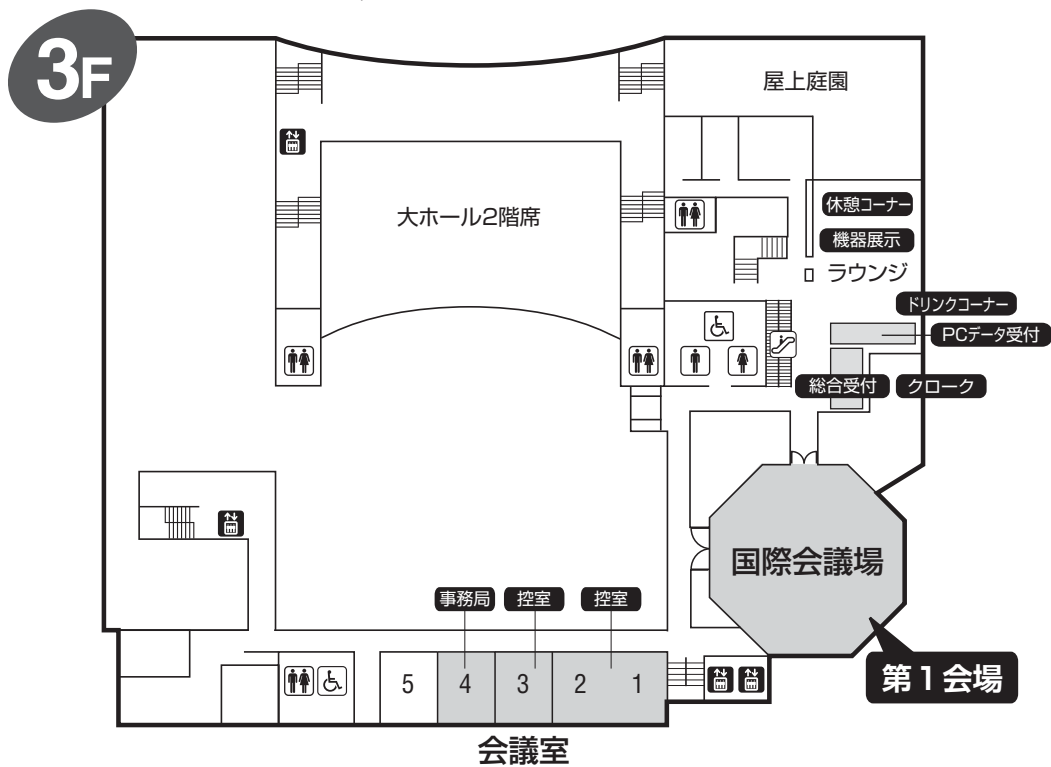 3F
屋上庭園
大ホール2階席
休憩コーナー
機器展示
ラウンジ
ドリンクコーナー
PCデータ受付
総合受付
クローク
国際会議場
事務局
控室
控室
第1会場
5
4
3
2
1
会議室